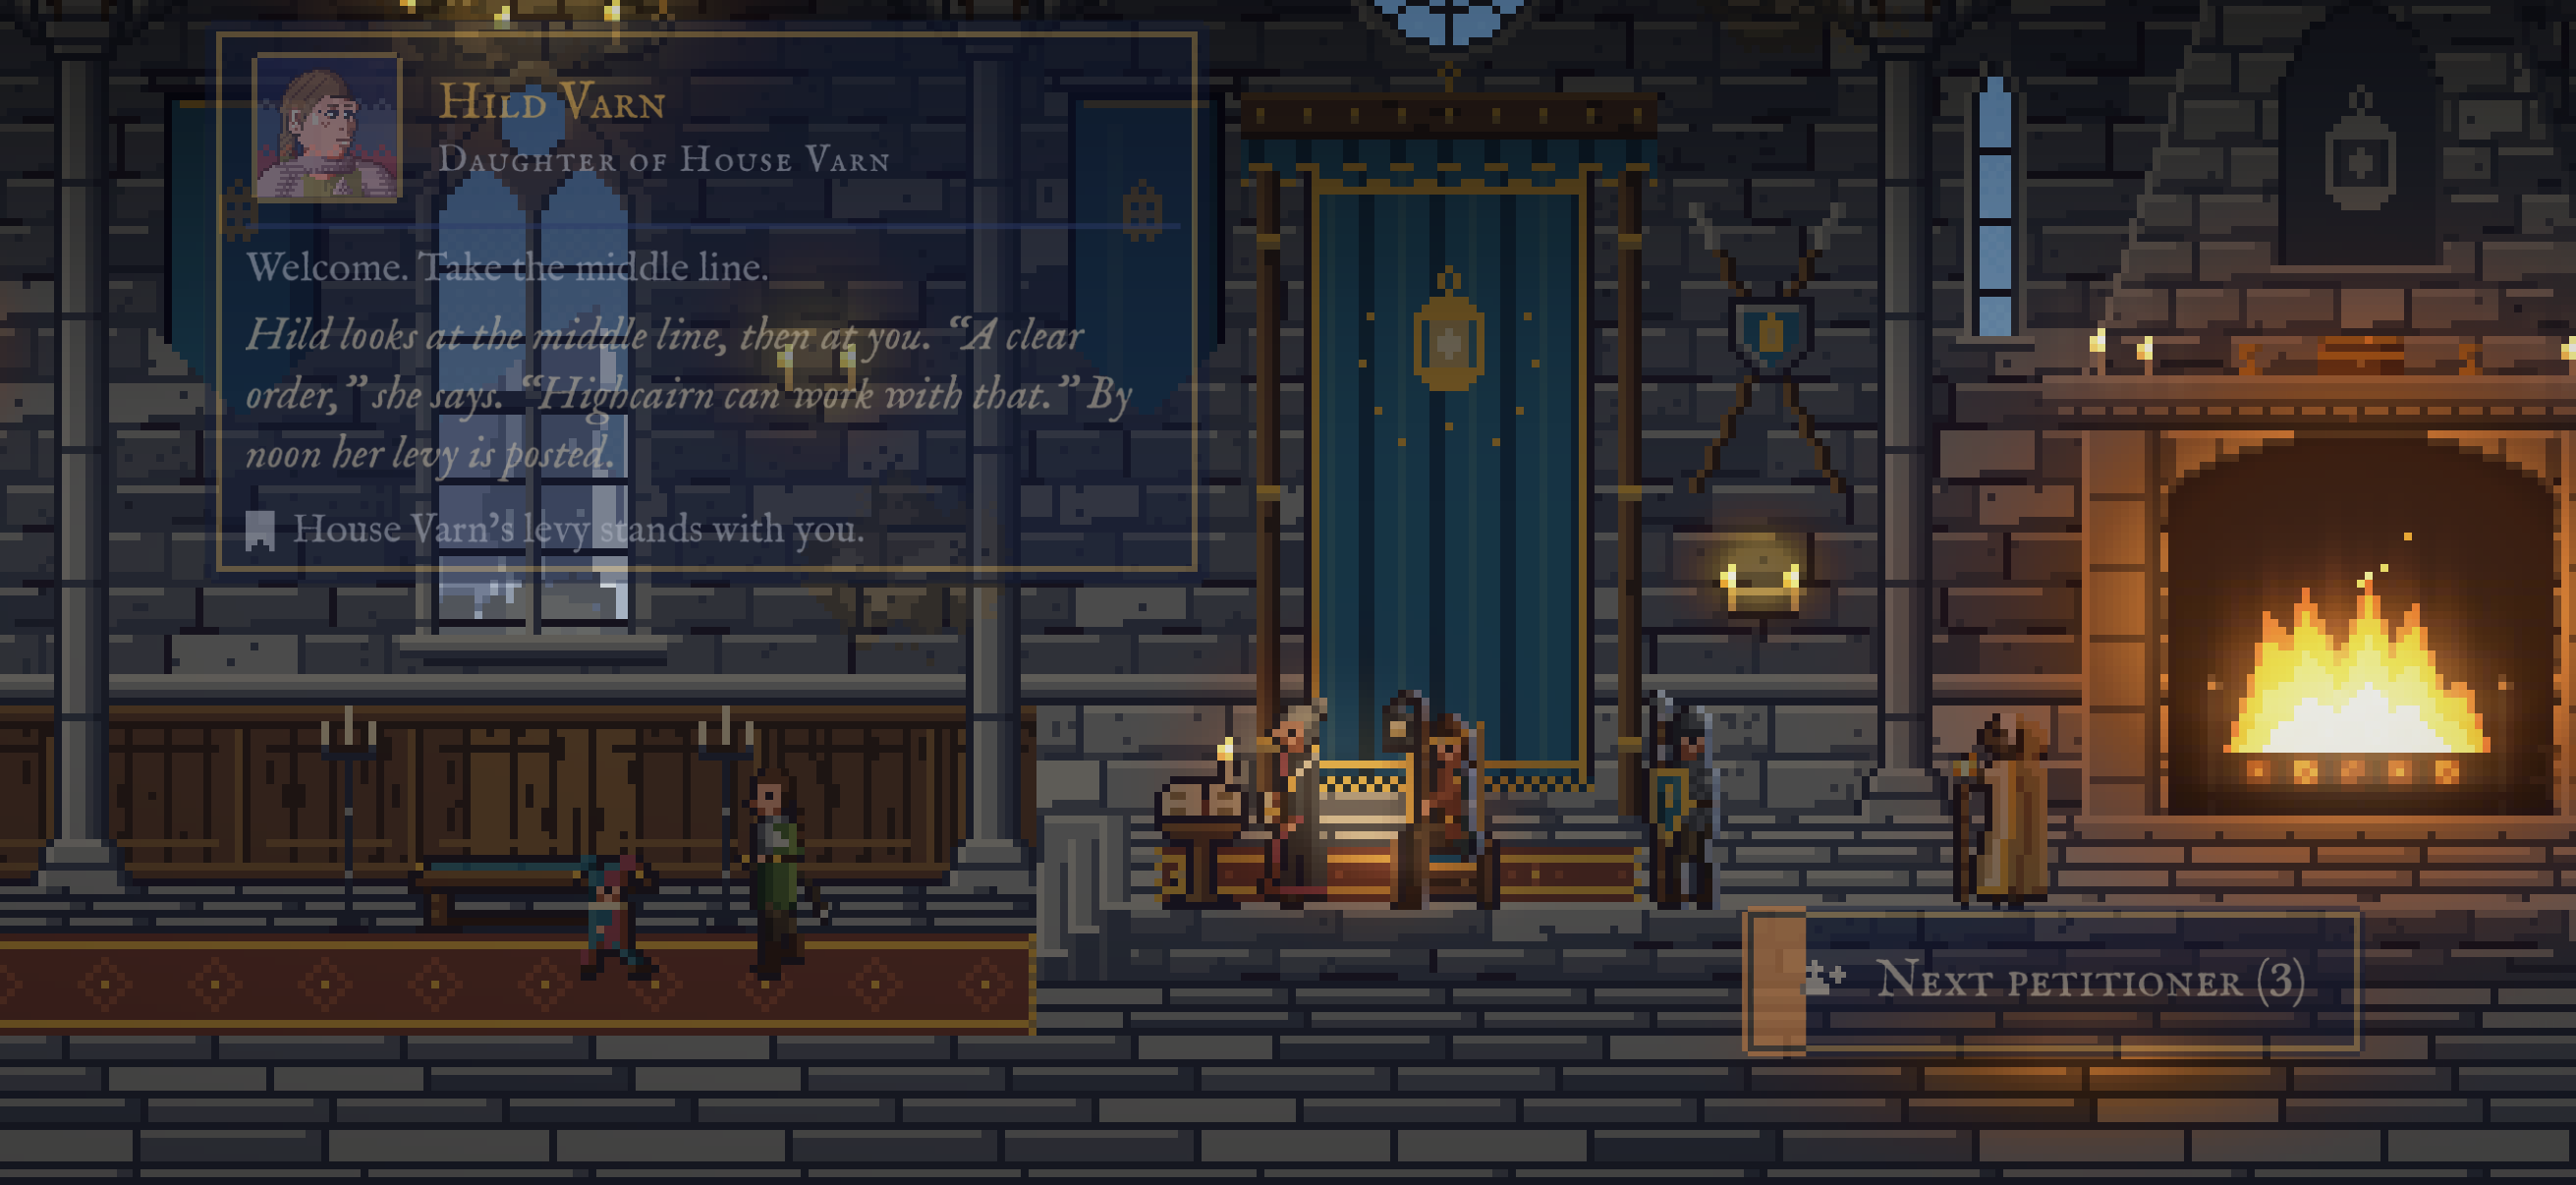 Hild Varn
Daughter of House Varn
Welcome. Take the middle line.
Hild looks at the middle line, then at you. “A clear
order,” she says. “Highcairn can work with that.” By
noon her levy is posted.
House Varn’s levy stands with you.
Next petitioner (3)